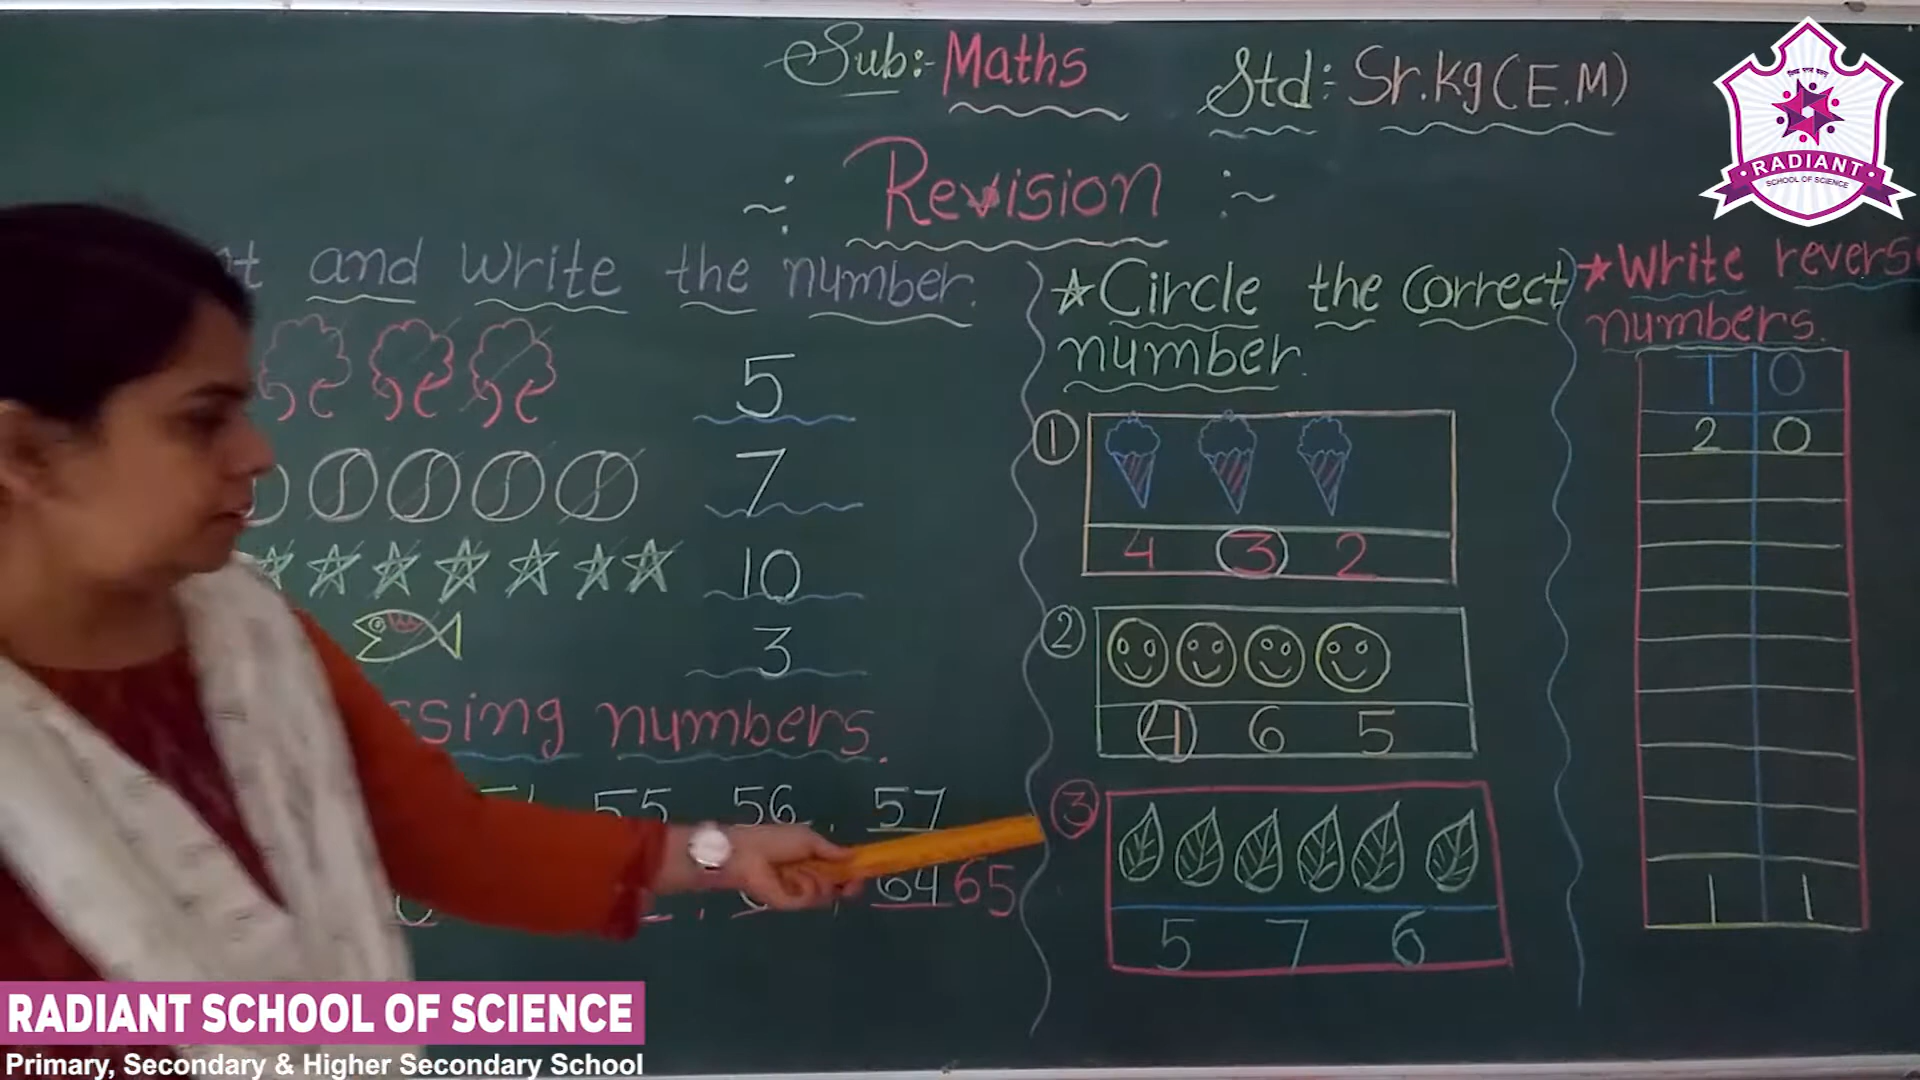 Sub:- Maths
Std:- Sr.kg (E.M)
RADIANT
SCHOOL OF SCIENCE
~: Revision :~
and write the number.
5
7
10
3
numbers.
55, 56, 57
64 65
★ Circle the correct
number.
1
4 3 2
2
4 6 5
3
5 7 6
★ Write
numbers.
1 0
2 0
1 1
RADIANT SCHOOL OF SCIENCE
Primary, Secondary & Higher Secondary School